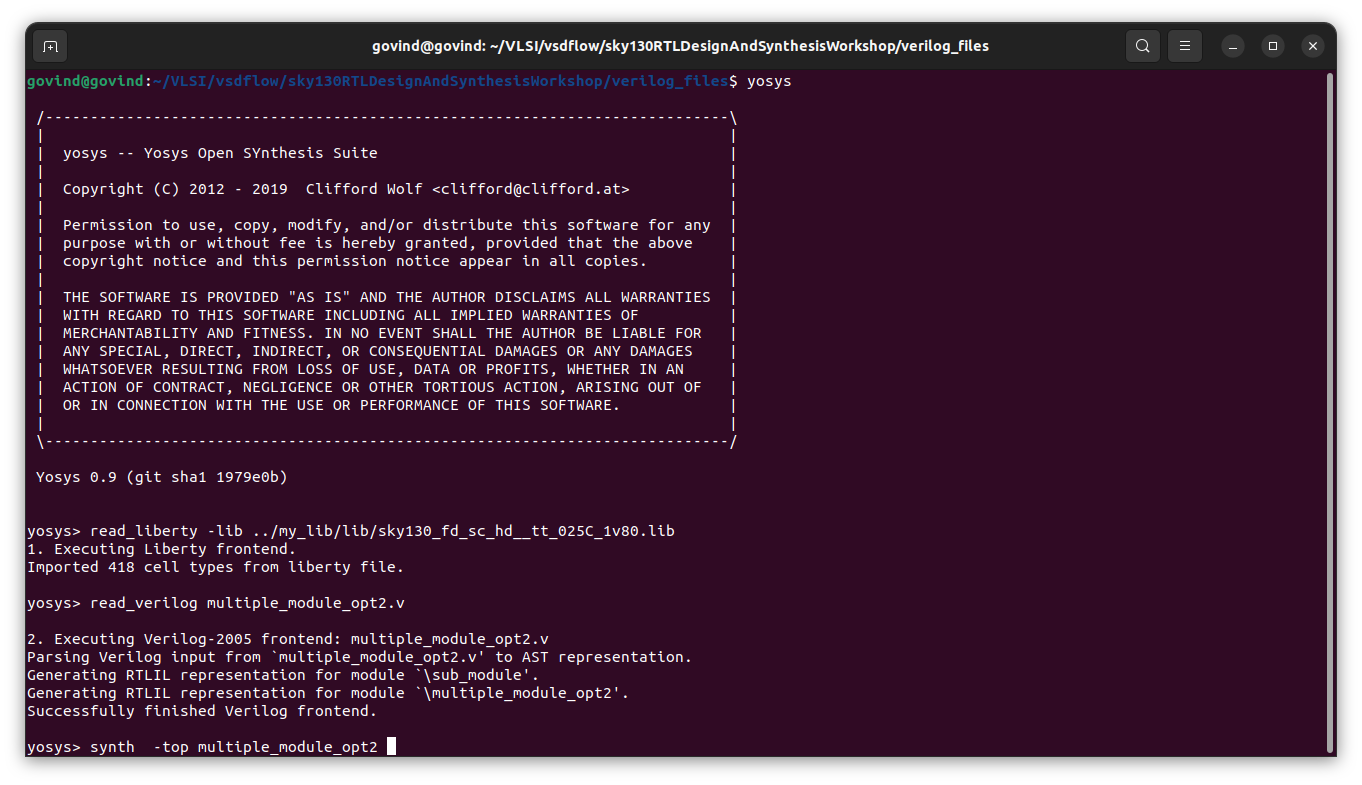 govind@govind: ~/VLSI/vsdflow/sky130RTLDesignAndSynthesisWorkshop/verilog_files
govind@govind:~/VLSI/vsdflow/sky130RTLDesignAndSynthesisWorkshop/verilog_files$ yosys
/----------------------------------------------------------------------------\
|                                                                            |
|  yosys -- Yosys Open SYnthesis Suite                                       |
|                                                                            |
|  Copyright (C) 2012 - 2019  Clifford Wolf <clifford@clifford.at>           |
|                                                                            |
|  Permission to use, copy, modify, and/or distribute this software for any  |
|  purpose with or without fee is hereby granted, provided that the above    |
|  copyright notice and this permission notice appear in all copies.         |
|                                                                            |
|  THE SOFTWARE IS PROVIDED "AS IS" AND THE AUTHOR DISCLAIMS ALL WARRANTIES  |
|  WITH REGARD TO THIS SOFTWARE INCLUDING ALL IMPLIED WARRANTIES OF          |
|  MERCHANTABILITY AND FITNESS. IN NO EVENT SHALL THE AUTHOR BE LIABLE FOR   |
|  ANY SPECIAL, DIRECT, INDIRECT, OR CONSEQUENTIAL DAMAGES OR ANY DAMAGES    |
|  WHATSOEVER RESULTING FROM LOSS OF USE, DATA OR PROFITS, WHETHER IN AN     |
|  ACTION OF CONTRACT, NEGLIGENCE OR OTHER TORTIOUS ACTION, ARISING OUT OF   |
|  OR IN CONNECTION WITH THE USE OR PERFORMANCE OF THIS SOFTWARE.            |
|                                                                            |
\----------------------------------------------------------------------------/
Yosys 0.9 (git sha1 1979e0b)
yosys> read_liberty -lib ../my_lib/lib/sky130_fd_sc_hd__tt_025C_1v80.lib
1. Executing Liberty frontend.
Imported 418 cell types from liberty file.
yosys> read_verilog multiple_module_opt2.v
2. Executing Verilog-2005 frontend: multiple_module_opt2.v
Parsing Verilog input from `multiple_module_opt2.v' to AST representation.
Generating RTLIL representation for module `\sub_module'.
Generating RTLIL representation for module `\multiple_module_opt2'.
Successfully finished Verilog frontend.
yosys> synth  -top multiple_module_opt2